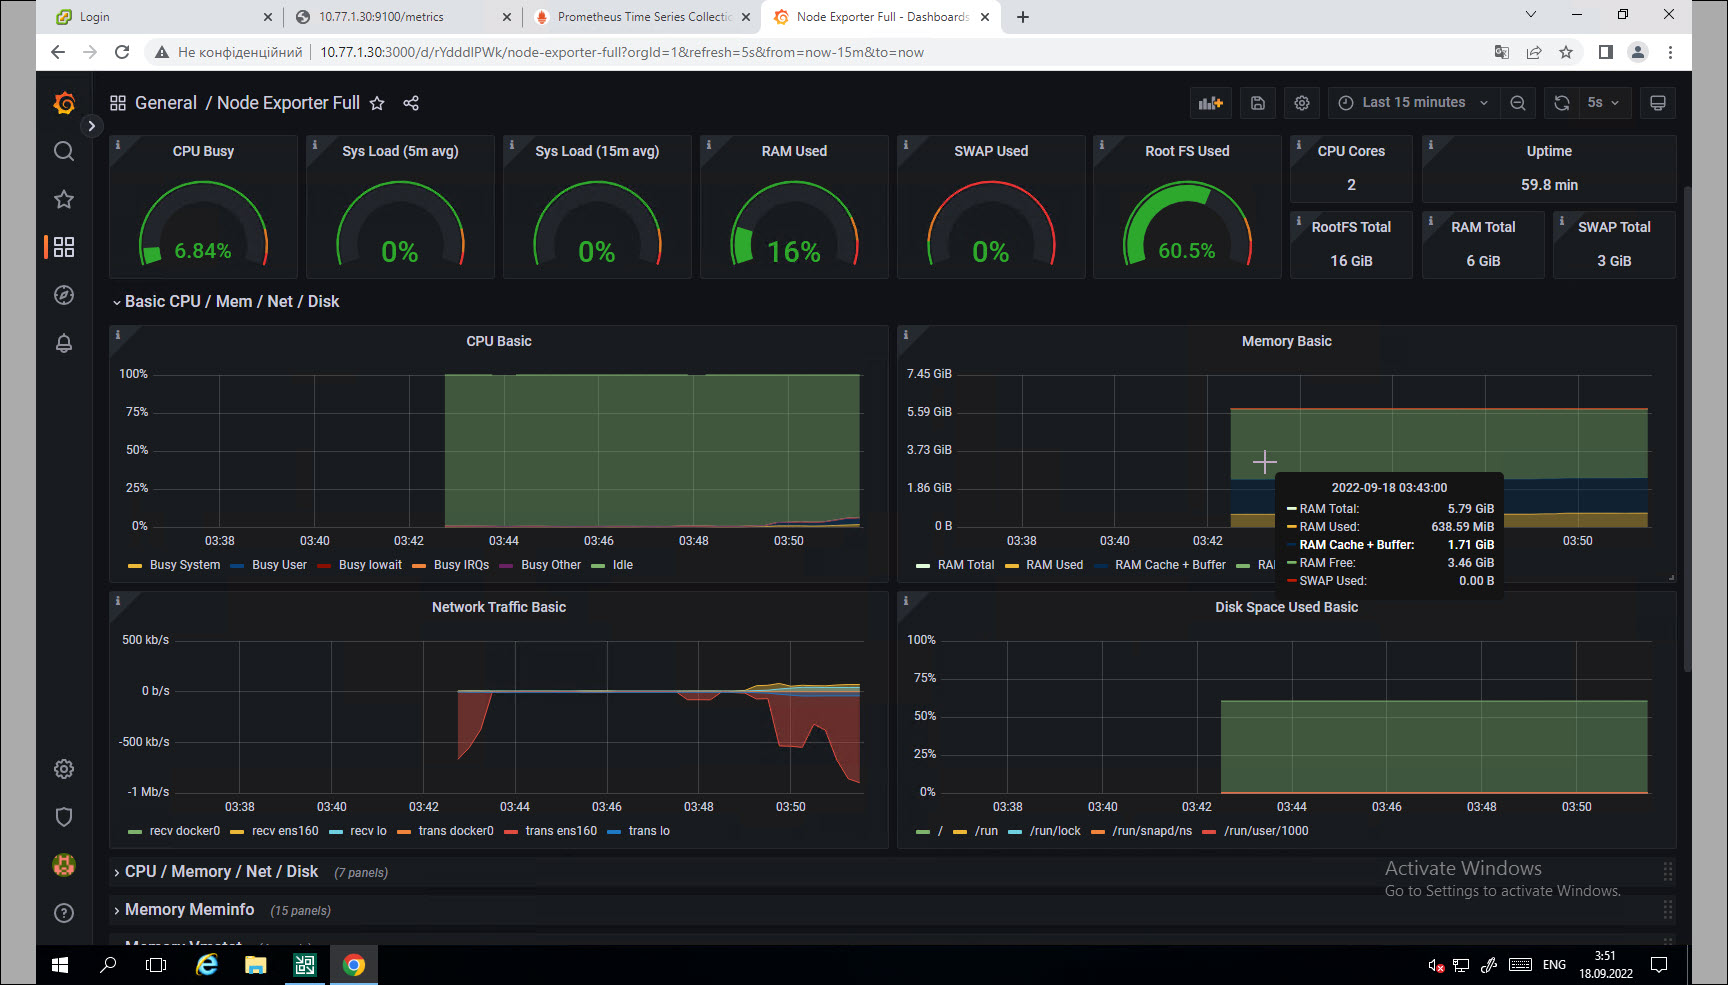 Login
10.77.1.30:9100/metrics
Prometheus Time Series Collectio
Node Exporter Full - Dashboards
Не конфіденційний
10.77.1.30:3000/d/rYdddlPWk/node-exporter-full?orgId=1&refresh=5s&from=now-15m&to=now
General / Node Exporter Full
Last 15 minutes
5s
CPU Busy
6.84%
Sys Load (5m avg)
0%
Sys Load (15m avg)
0%
RAM Used
16%
SWAP Used
0%
Root FS Used
60.5%
CPU Cores
2
Uptime
59.8 min
RootFS Total
16 GiB
RAM Total
6 GiB
SWAP Total
3 GiB
Basic CPU / Mem / Net / Disk
CPU Basic
100%
75%
50%
25%
0%
03:38 03:40 03:42 03:44 03:46 03:48 03:50
Busy System Busy User Busy Iowait Busy IRQs Busy Other Idle
Memory Basic
7.45 GiB
5.59 GiB
3.73 GiB
1.86 GiB
0 B
03:38 03:40 03:42 03:50
RAM Total RAM Used RAM Cache + Buffer RA
2022-09-18 03:43:00
RAM Total: 5.79 GiB
RAM Used: 638.59 MiB
RAM Cache + Buffer: 1.71 GiB
RAM Free: 3.46 GiB
SWAP Used: 0.00 B
Network Traffic Basic
500 kb/s
0 b/s
-500 kb/s
-1 Mb/s
03:38 03:40 03:42 03:44 03:46 03:48 03:50
recv docker0 recv ens160 recv lo trans docker0 trans ens160 trans lo
Disk Space Used Basic
100%
75%
50%
25%
0%
03:38 03:40 03:42 03:44 03:46 03:48 03:50
/ /run /run/lock /run/snapd/ns /run/user/1000
CPU / Memory / Net / Disk (7 panels)
Memory Meminfo (15 panels)
Activate Windows
Go to Settings to activate Windows.
ENG
3:51
18.09.2022